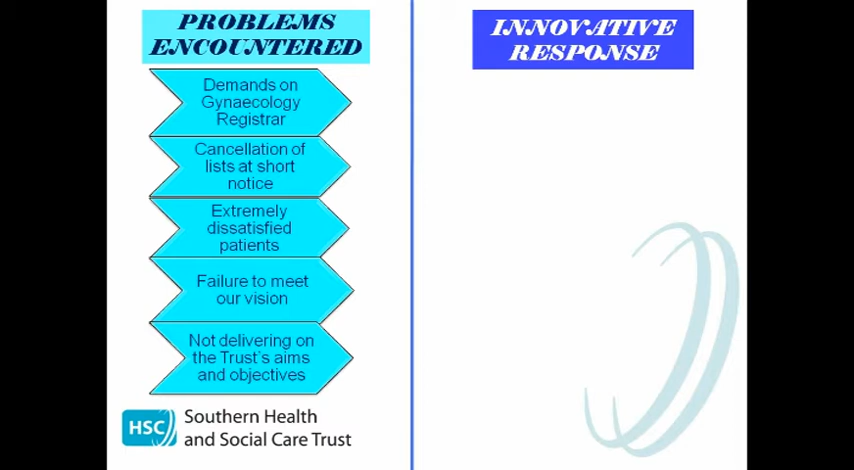 PROBLEMS
ENCOUNTERED
Demands on
Gynaecology
Registrar
Cancellation of
lists at short
notice
Extremely
dissatisfied
patients
Failure to meet
our vision
Not delivering on
the Trust's aims
and objectives
HSC
Southern Health
and Social Care Trust
INNOVATIVE
RESPONSE